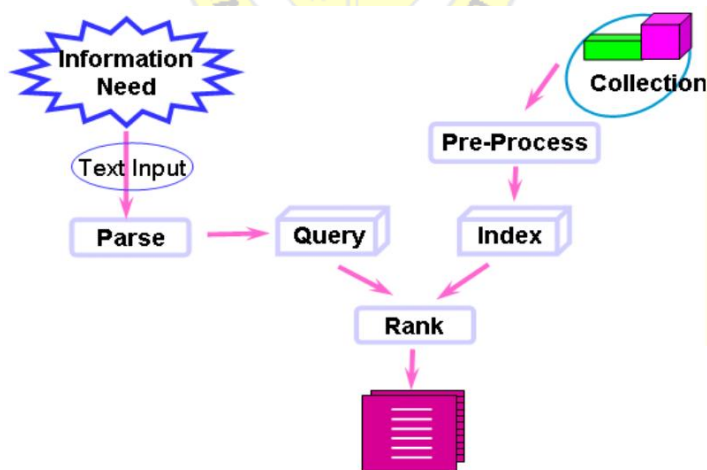 Information
Need
Collection
Pre-Process
Text Input
Parse
Query
Index
Rank